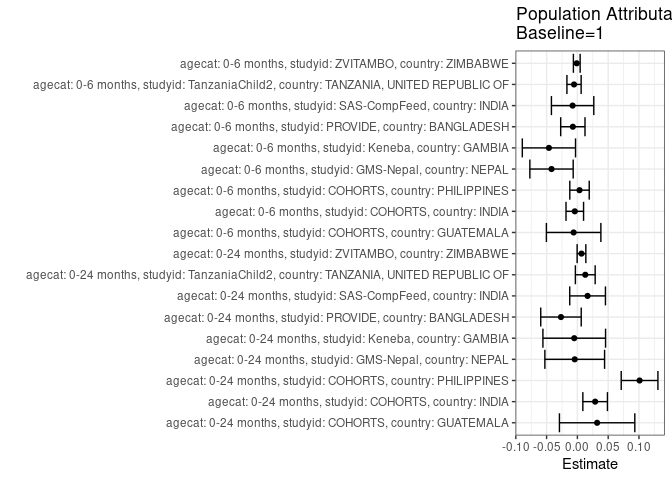 Population Attributa
Baseline=1
agecat: 0-6 months, studyid: ZVITAMBO, country: ZIMBABWE
agecat: 0-6 months, studyid: TanzaniaChild2, country: TANZANIA, UNITED REPUBLIC OF
agecat: 0-6 months, studyid: SAS-CompFeed, country: INDIA
agecat: 0-6 months, studyid: PROVIDE, country: BANGLADESH
agecat: 0-6 months, studyid: Keneba, country: GAMBIA
agecat: 0-6 months, studyid: GMS-Nepal, country: NEPAL
agecat: 0-6 months, studyid: COHORTS, country: PHILIPPINES
agecat: 0-6 months, studyid: COHORTS, country: INDIA
agecat: 0-6 months, studyid: COHORTS, country: GUATEMALA
agecat: 0-24 months, studyid: ZVITAMBO, country: ZIMBABWE
agecat: 0-24 months, studyid: TanzaniaChild2, country: TANZANIA, UNITED REPUBLIC OF
agecat: 0-24 months, studyid: SAS-CompFeed, country: INDIA
agecat: 0-24 months, studyid: PROVIDE, country: BANGLADESH
agecat: 0-24 months, studyid: Keneba, country: GAMBIA
agecat: 0-24 months, studyid: GMS-Nepal, country: NEPAL
agecat: 0-24 months, studyid: COHORTS, country: PHILIPPINES
agecat: 0-24 months, studyid: COHORTS, country: INDIA
agecat: 0-24 months, studyid: COHORTS, country: GUATEMALA
-0.10 -0.05 0.00 0.05 0.10
Estimate